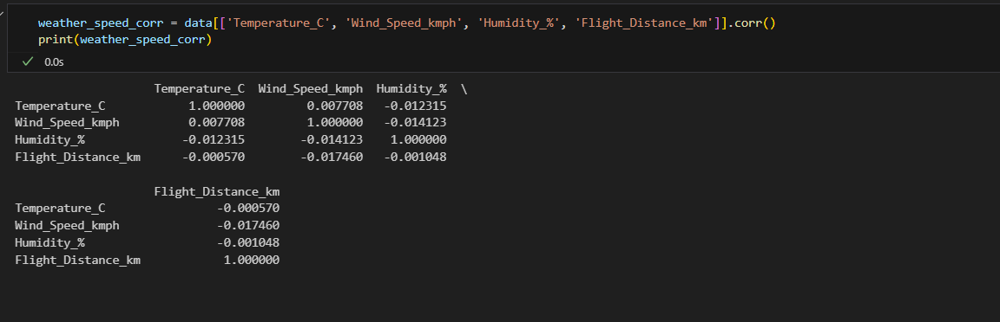 weather_speed_corr = data[['Temperature_C', 'Wind_Speed_kmph', 'Humidity_%', 'Flight_Distance_km']].corr()
print(weather_speed_corr)
✓ 0.0s
Temperature_C Wind_Speed_kmph Humidity_% \
Temperature_C 1.000000 0.007708 -0.012315
Wind_Speed_kmph 0.007708 1.000000 -0.014123
Humidity_% -0.012315 -0.014123 1.000000
Flight_Distance_km -0.000570 -0.017460 -0.001048
Flight_Distance_km
Temperature_C -0.000570
Wind_Speed_kmph -0.017460
Humidity_% -0.001048
Flight_Distance_km 1.000000